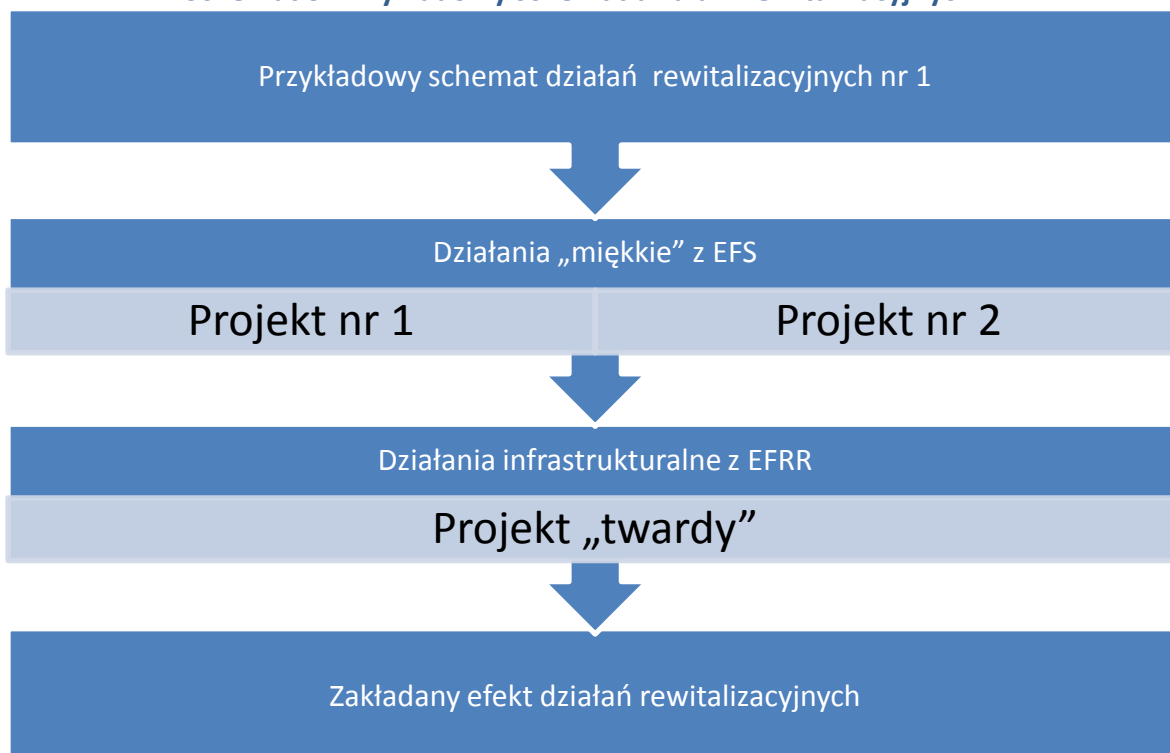 Przykładowy schemat działań rewitalizacyjnych nr 1
Działania „miękkie” z EFS
Projekt nr 1 Projekt nr 2
Działania infrastrukturalne z EFRR
Projekt „twardy”
Zakładany efekt działań rewitalizacyjnych